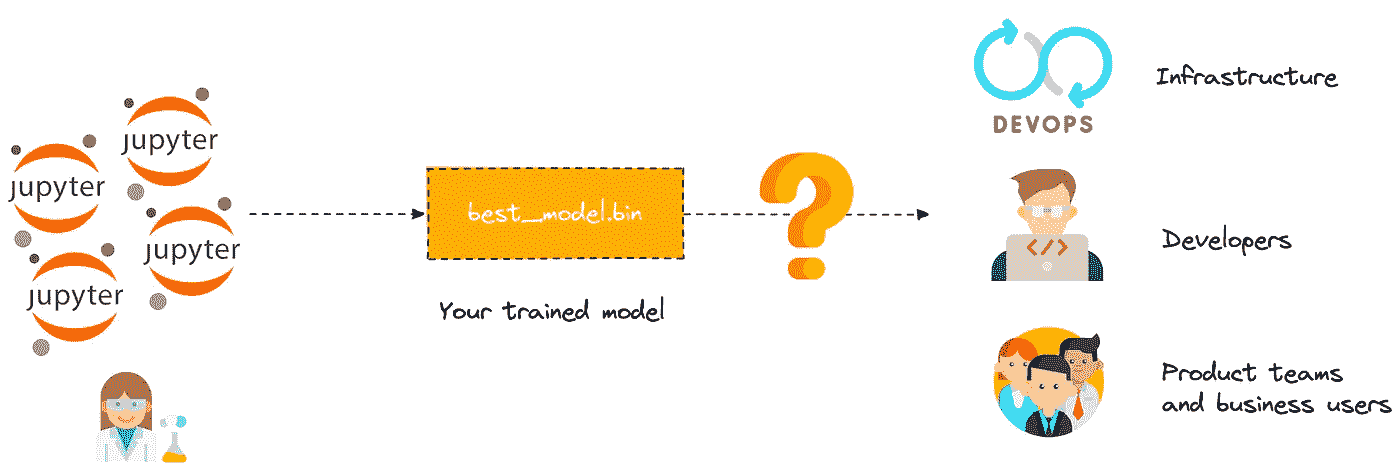 jupyter
jupyter
jupyter
jupyter
best_model.bin
Your trained model
?
DEVOPS
Infrastructure
</>
Developers
Product teams
and business users